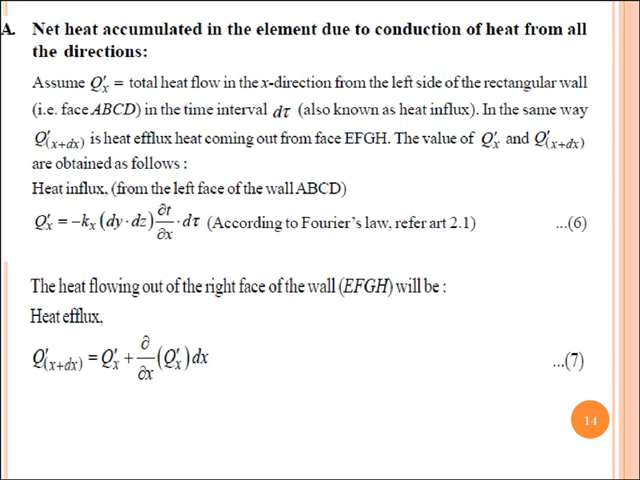 A. Net heat accumulated in the element due to conduction of heat from all
the directions:
Assume Q'ₓ = total heat flow in the x-direction from the left side of the rectangular wall
(i.e. face ABCD) in the time interval dτ (also known as heat influx). In the same way
Q'₍ₓ₊dₓ₎ is heat efflux heat coming out from face EFGH. The value of Q'ₓ and Q'₍ₓ₊dₓ₎
are obtained as follows :
Heat influx, (from the left face of the wall ABCD)
Q'ₓ = −kₓ (dy · dz) ∂t/∂x · dτ (According to Fourier's law, refer art 2.1) ...(6)
The heat flowing out of the right face of the wall (EFGH) will be :
Heat efflux,
Q'₍ₓ₊dₓ₎ = Q'ₓ + ∂/∂x (Q'ₓ) dx ...(7)
14